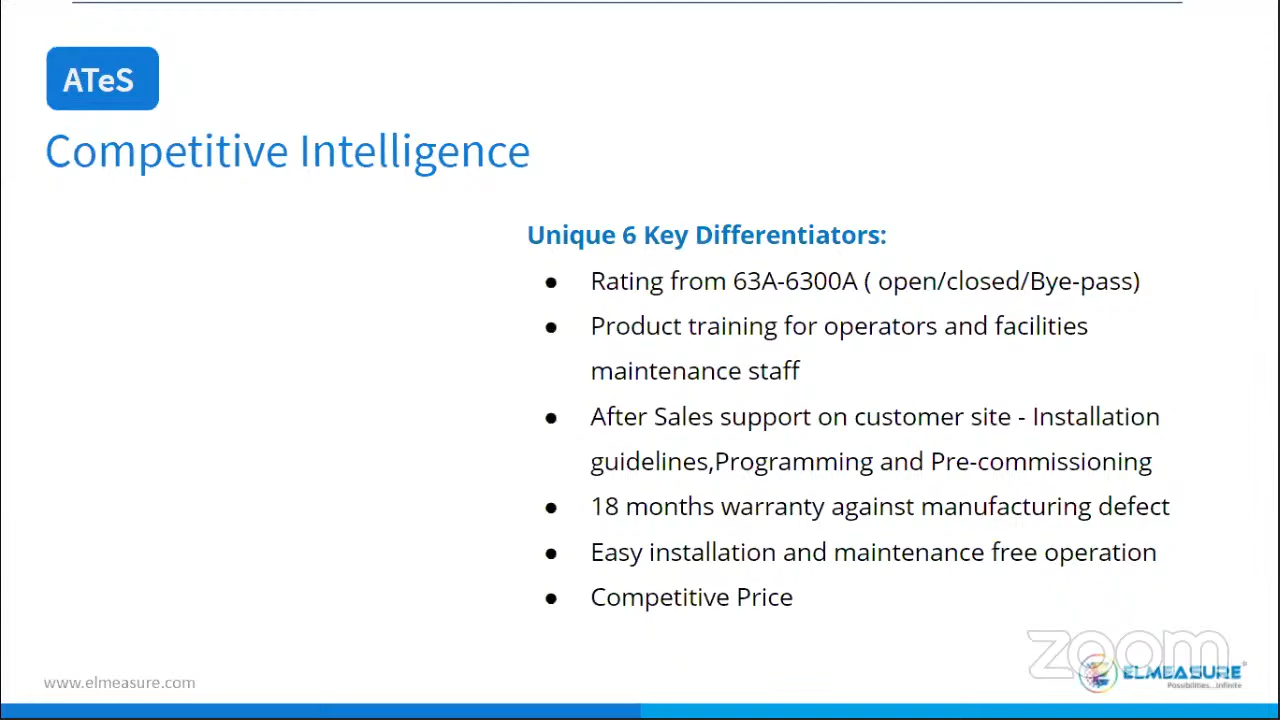 ATeS
Competitive Intelligence
Unique 6 Key Differentiators:
● Rating from 63A-6300A ( open/closed/Bye-pass)
● Product training for operators and facilities
maintenance staff
● After Sales support on customer site - Installation
guidelines,Programming and Pre-commissioning
● 18 months warranty against manufacturing defect
● Easy installation and maintenance free operation
● Competitive Price
zoom
ELMEASURE
Possibilities...Infinite
www.elmeasure.com